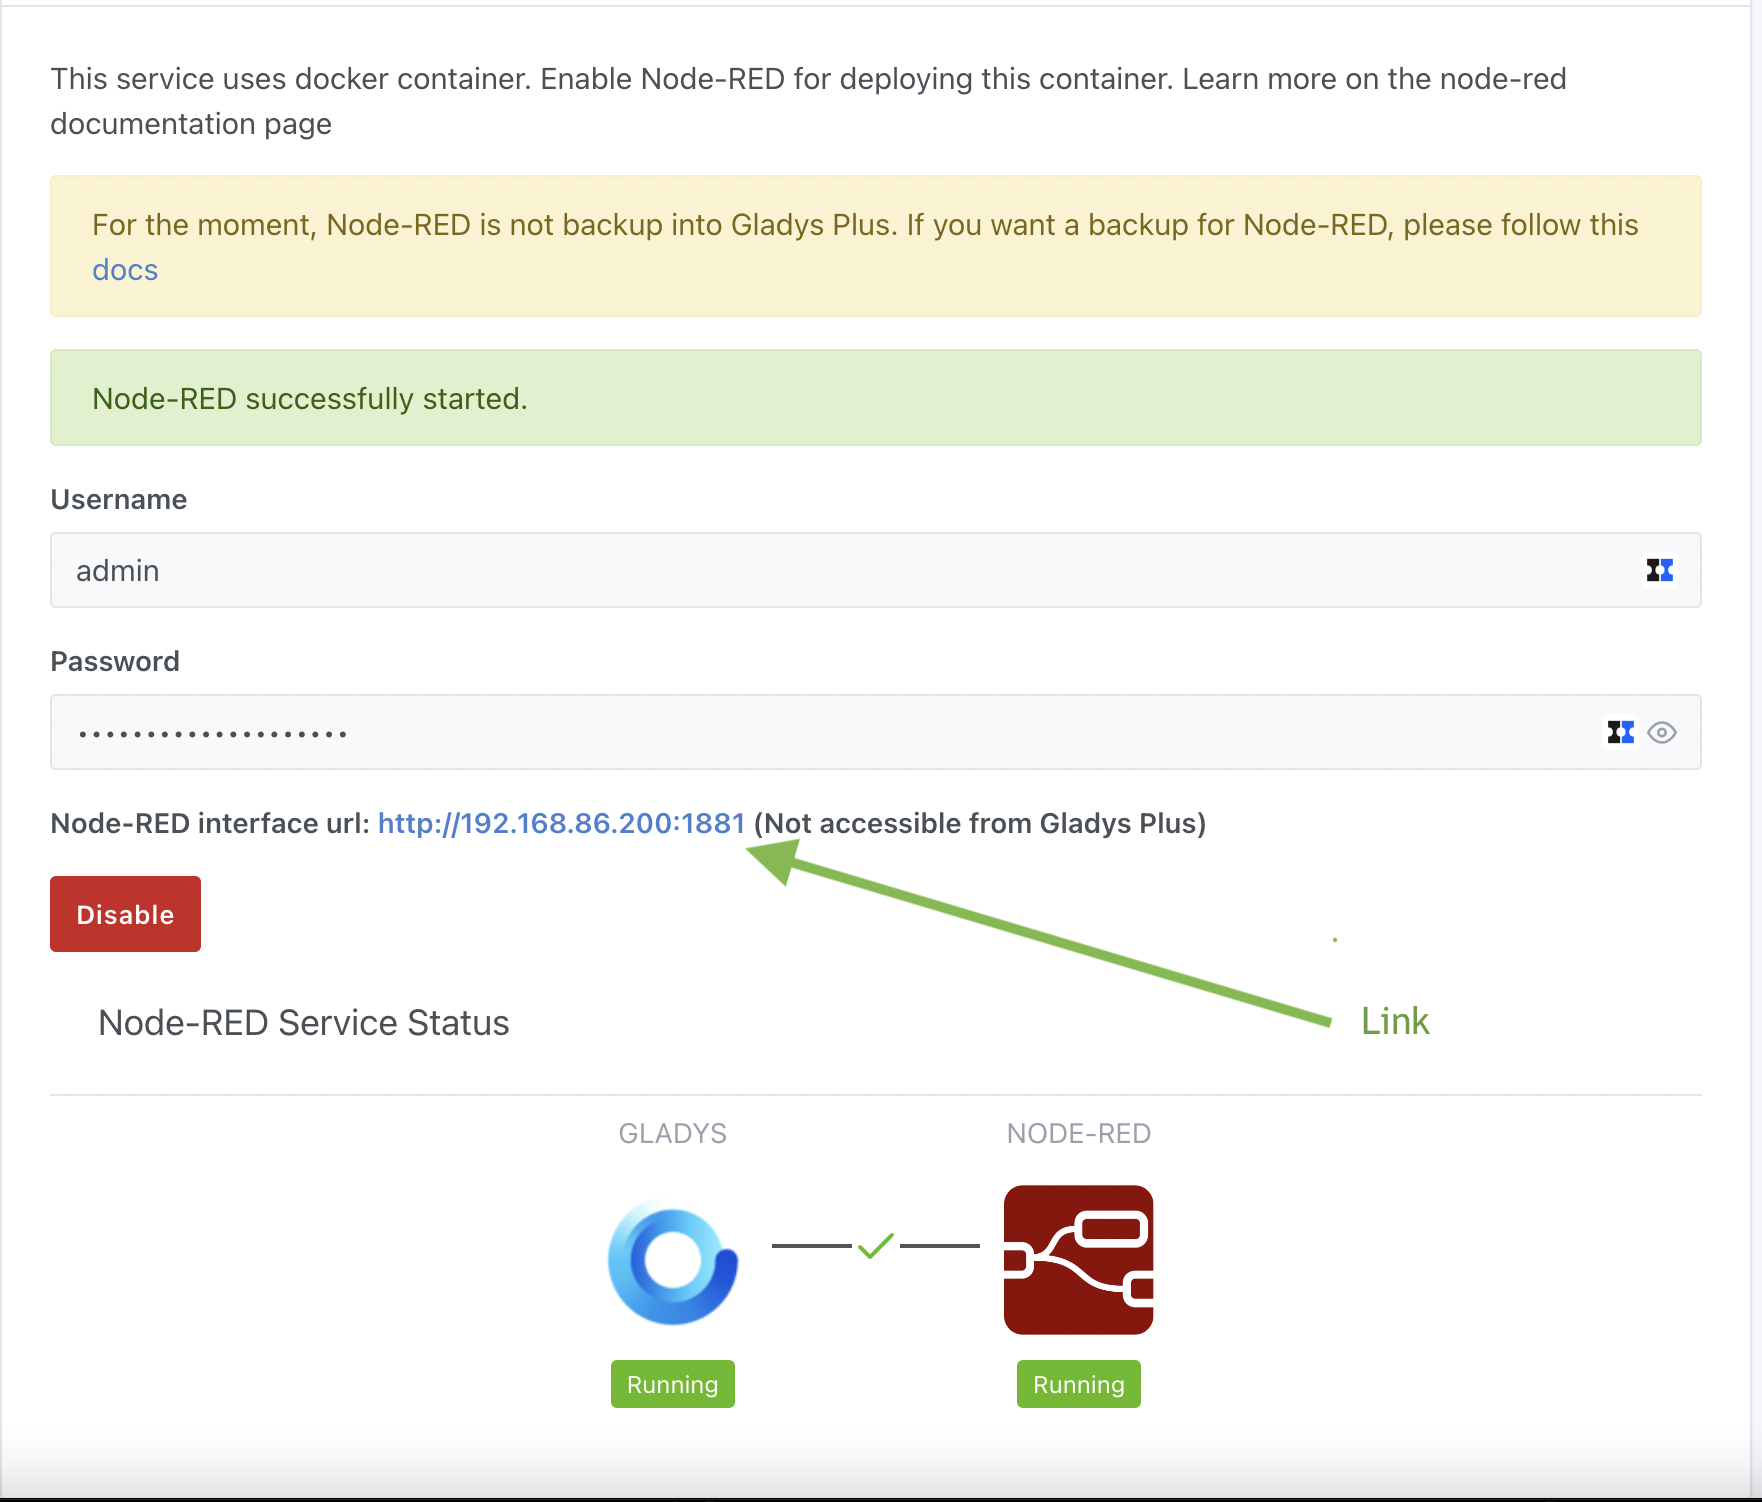 This service uses docker container. Enable Node-RED for deploying this container. Learn more on the node-red
documentation page
For the moment, Node-RED is not backup into Gladys Plus. If you want a backup for Node-RED, please follow this
docs
Node-RED successfully started.
Username
admin
Password
••••••••••••••••••••
Node-RED interface url: http://192.168.86.200:1881 (Not accessible from Gladys Plus)
Disable
Link
Node-RED Service Status
GLADYS
NODE-RED
Running
Running